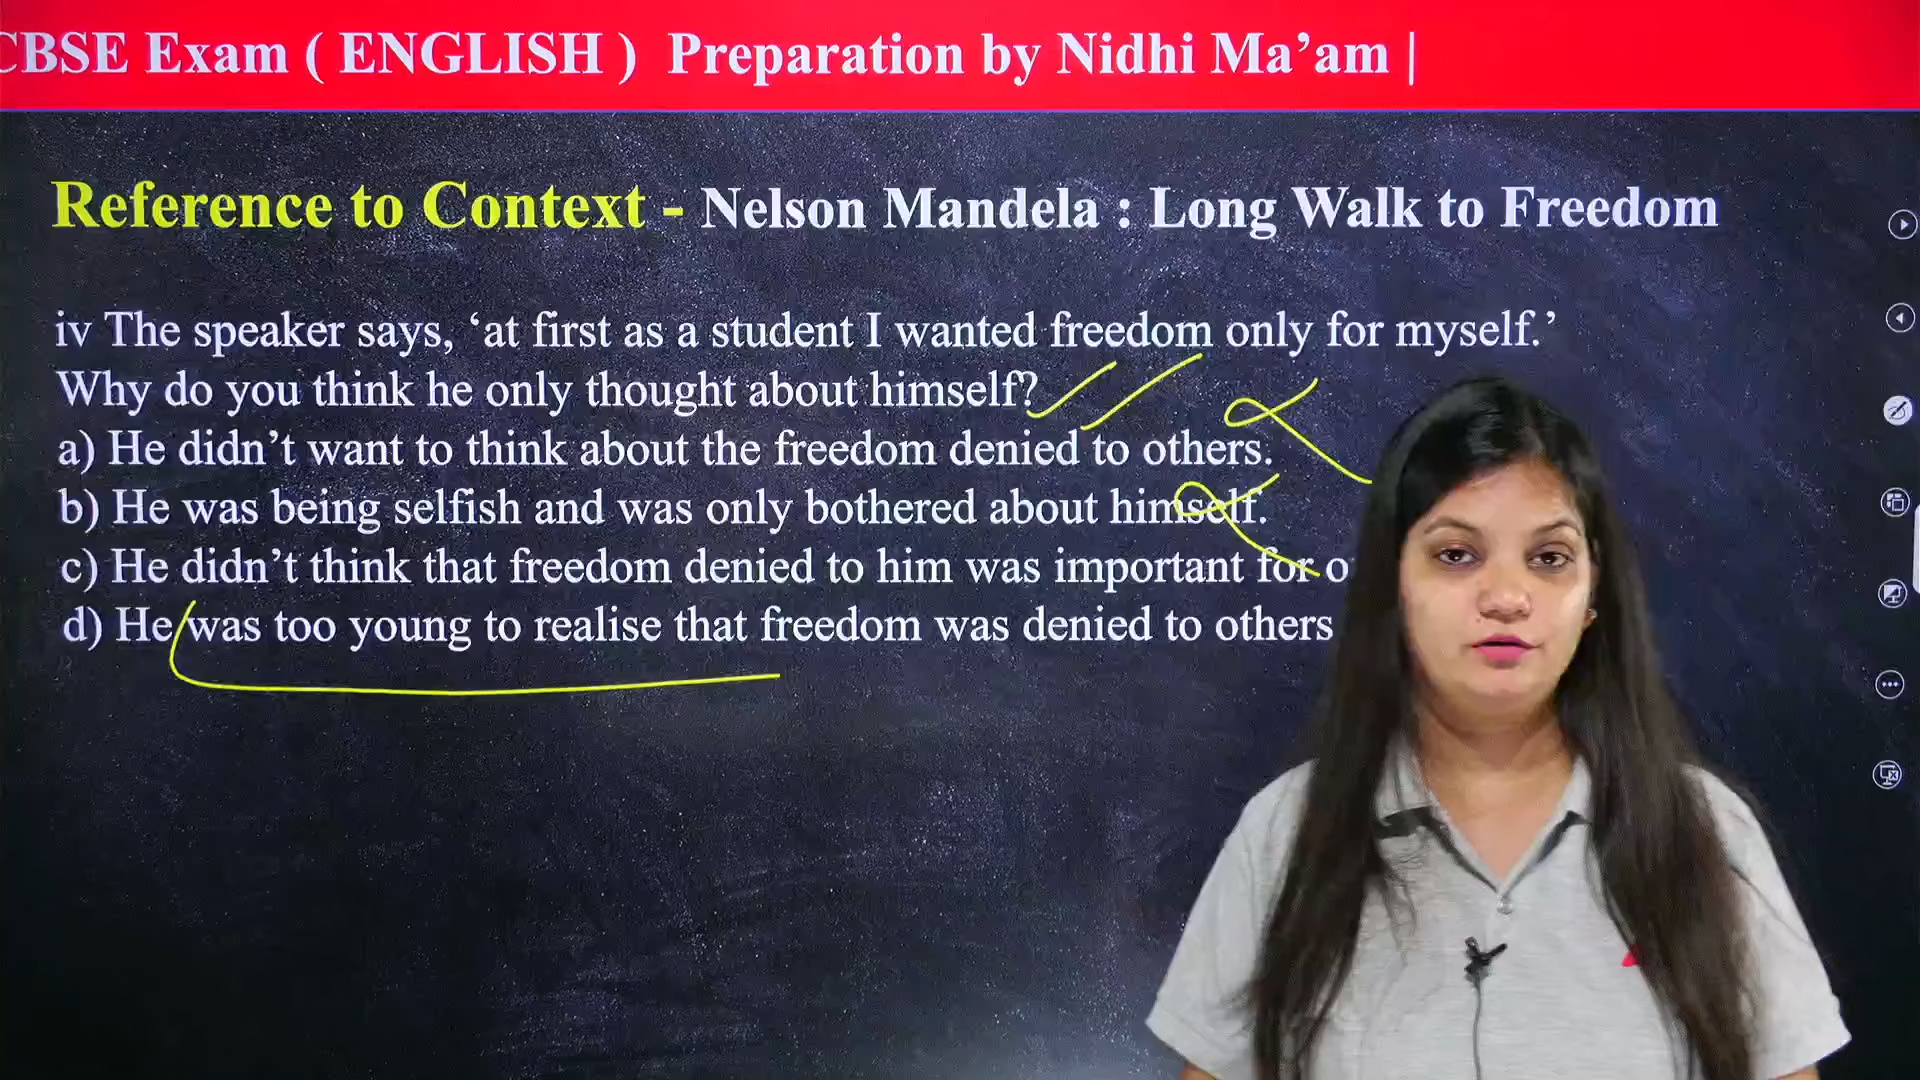 CBSE Exam ( ENGLISH ) Preparation by Nidhi Ma’am |
Reference to Context - Nelson Mandela : Long Walk to Freedom
iv The speaker says, ‘at first as a student I wanted freedom only for myself.’
Why do you think he only thought about himself?
a) He didn’t want to think about the freedom denied to others.
b) He was being selfish and was only bothered about himself.
c) He didn’t think that freedom denied to him was important for
d) He was too young to realise that freedom was denied to others